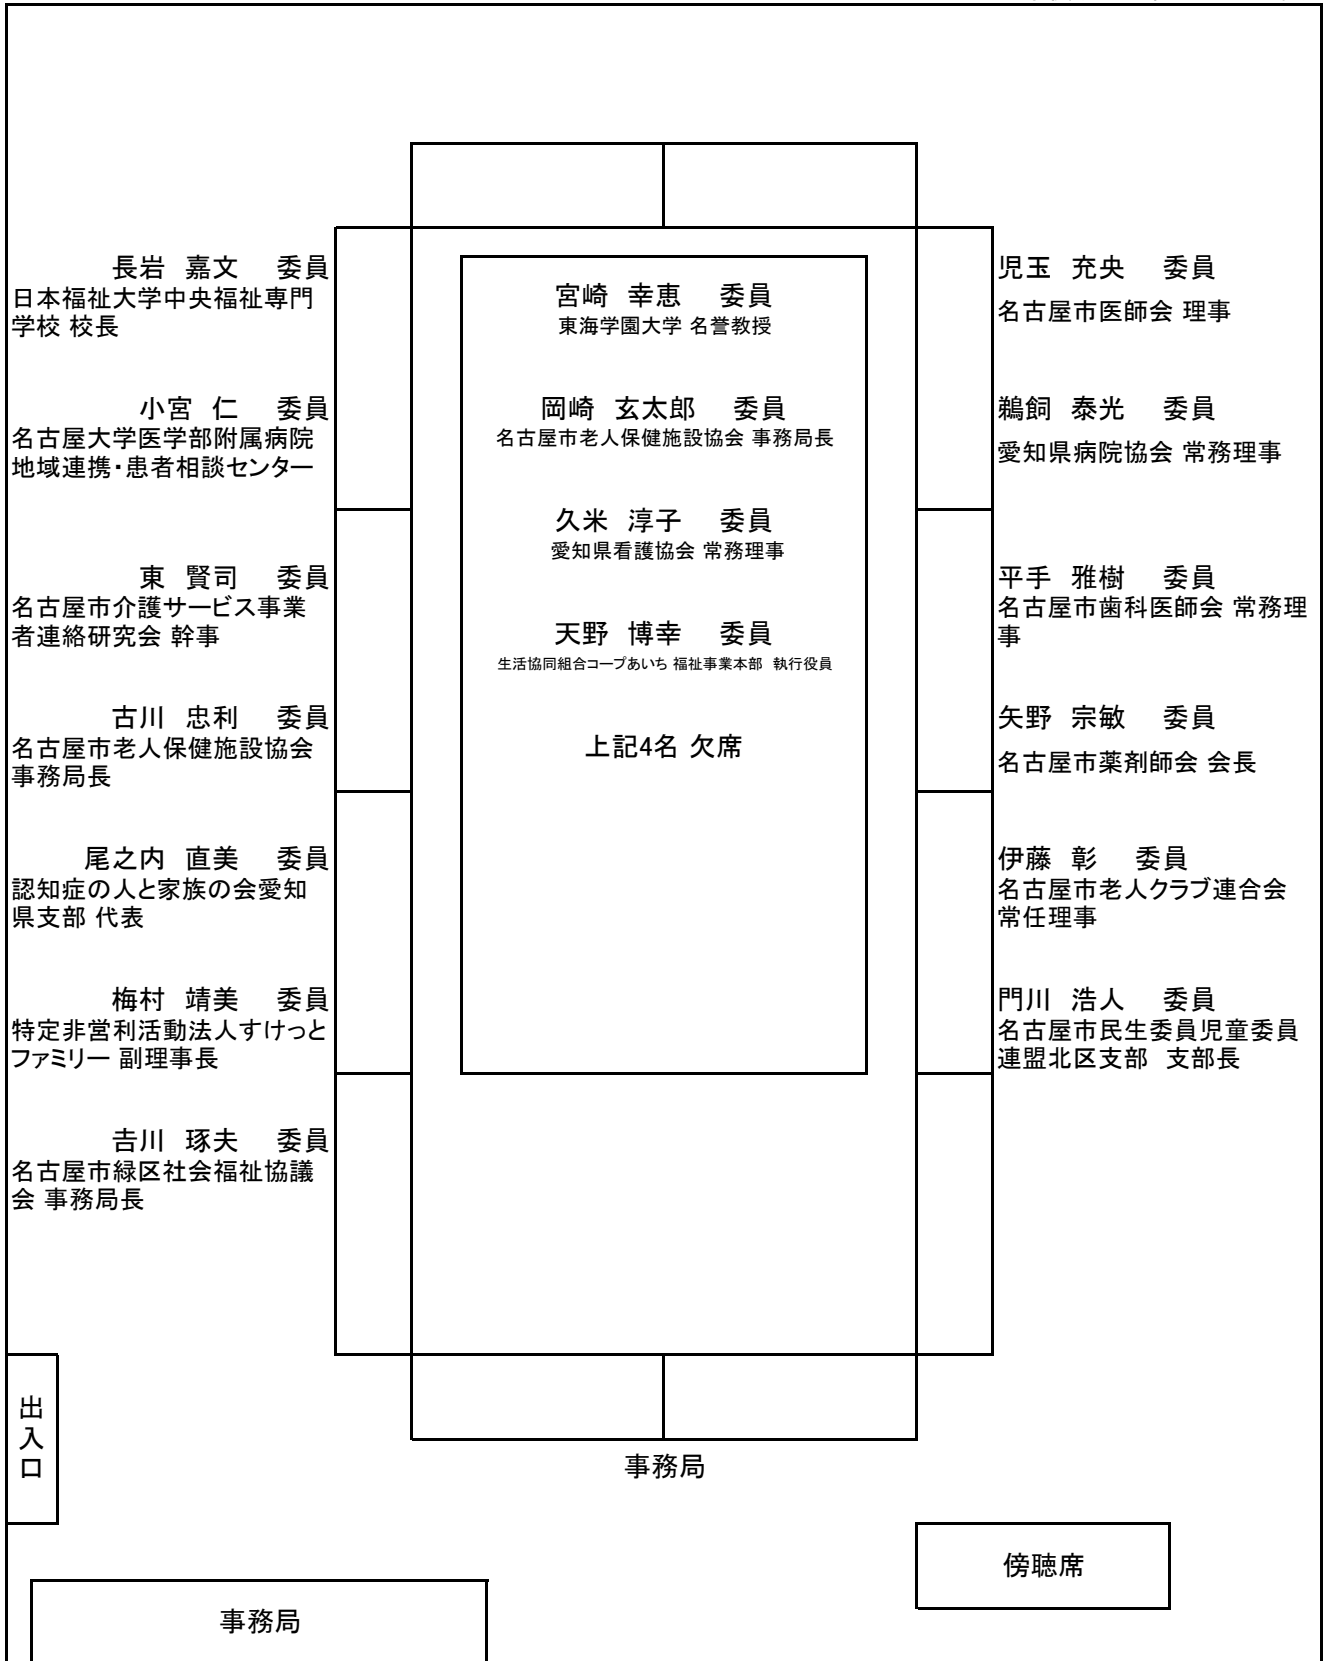 長岩 嘉文 委員
日本福祉大学中央福祉専門
学校 校長
小宮 仁 委員
名古屋大学医学部附属病院
地域連携・患者相談センター
東 賢司 委員
名古屋市介護サービス事業
者連絡研究会 幹事
古川 忠利 委員
名古屋市老人保健施設協会
事務局長
尾之内 直美 委員
認知症の人と家族の会愛知
県支部 代表
梅村 靖美 委員
特定非営利活動法人すけっと
ファミリー 副理事長
𠮷川 琢夫 委員
名古屋市緑区社会福祉協議
会 事務局長
宮崎 幸恵 委員
東海学園大学 名誉教授
岡崎 玄太郎 委員
名古屋市老人保健施設協会 事務局長
久米 淳子 委員
愛知県看護協会 常務理事
天野 博幸 委員
生活協同組合コープあいち 福祉事業本部 執行役員
上記4名 欠席
児玉 充央 委員
名古屋市医師会 理事
鵜飼 泰光 委員
愛知県病院協会 常務理事
平手 雅樹 委員
名古屋市歯科医師会 常務理
事
矢野 宗敏 委員
名古屋市薬剤師会 会長
伊藤 彰 委員
名古屋市老人クラブ連合会
常任理事
門川 浩人 委員
名古屋市民生委員児童委員
連盟北区支部 支部長
出入口
事務局
傍聴席
事務局